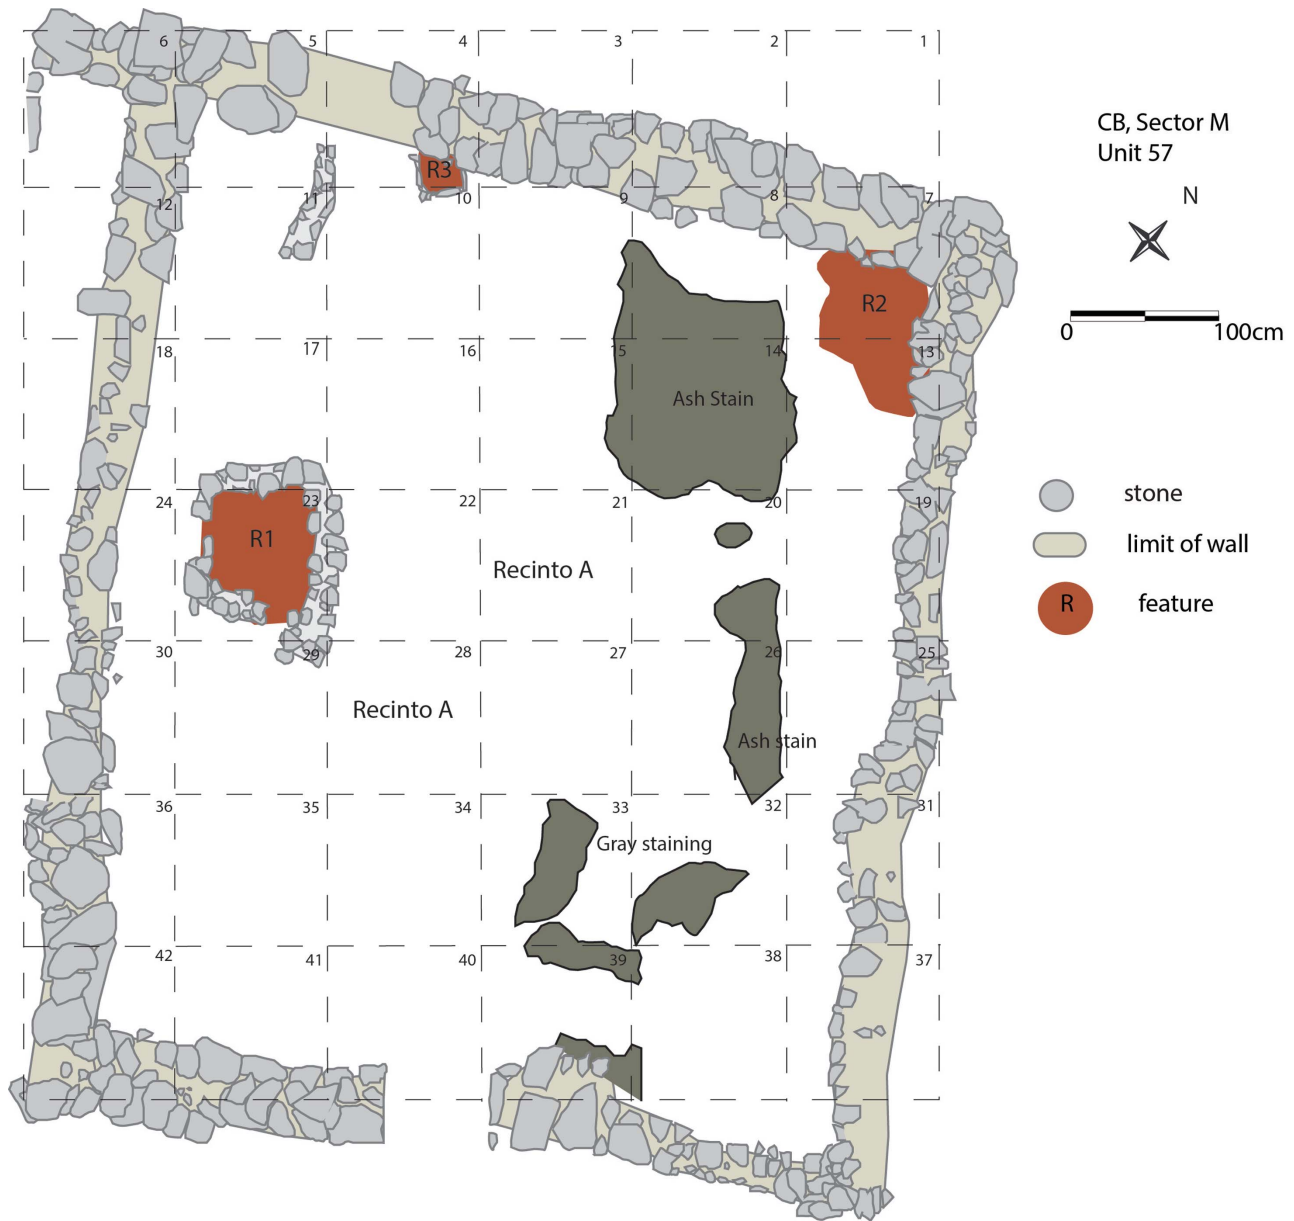 6 5 4 3 2 1
CB, Sector M
Unit 57
N
R3
12 11 10 9 8 7
R2
0 100cm
18 17 16 15 14 13
Ash Stain
24 23 22 21 20 19
stone
R1
Recinto A
limit of wall
R feature
30 29 28 27 26 25
Recinto A
Ash stain
36 35 34 33 32 31
Gray staining
42 41 40 39 38 37